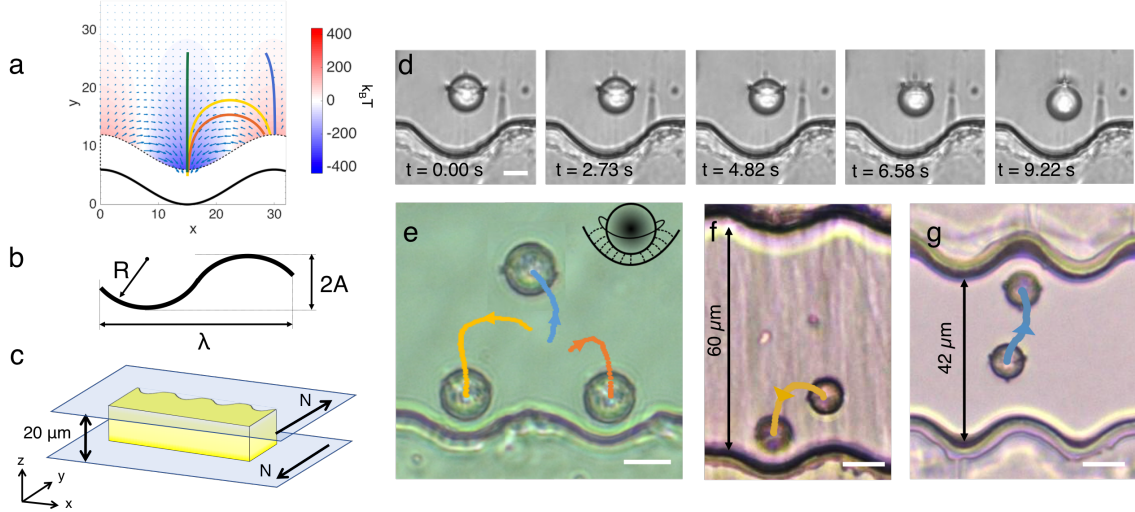 a
y
30
20
10
0
0
10
20
30
x
400
200
0
-200
-400
k_BT
b
R
2A
λ
c
20 µm
N
N
z
y
x
d
t = 0.00 s
t = 2.73 s
t = 4.82 s
t = 6.58 s
t = 9.22 s
e
f
60 µm
g
42 µm